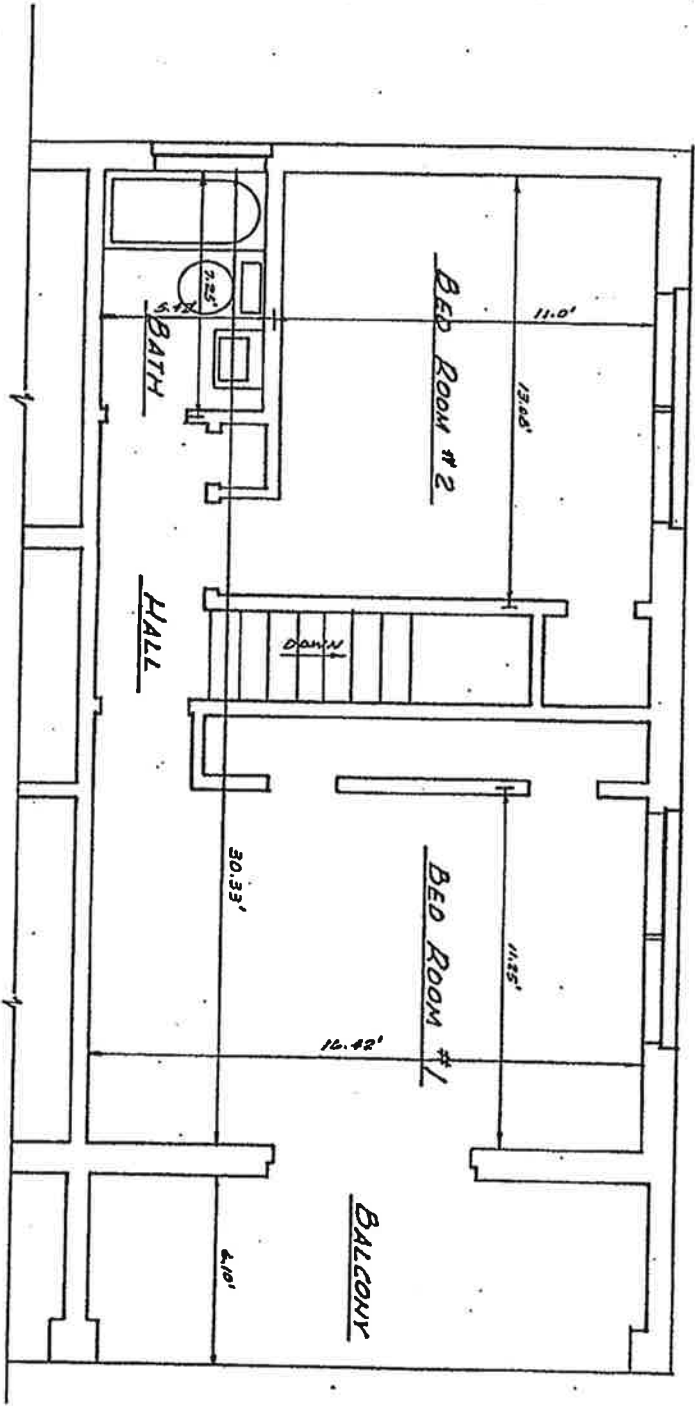 BED ROOM #2
11.0'
13.08'
7.25'
5.42'
BATH
HALL
DOWN
30.33'
BED ROOM #1
11.25'
16.42'
BALCONY
6.10'